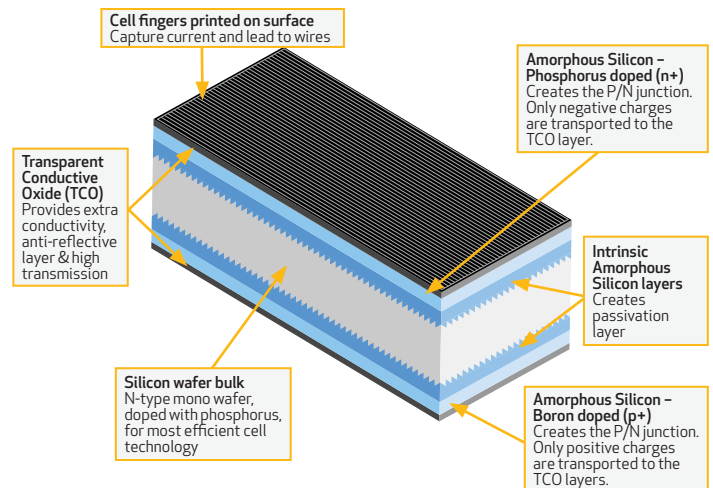 Cell fingers printed on surface
Capture current and lead to wires
Amorphous Silicon –
Phosphorus doped (n+)
Creates the P/N junction.
Only negative charges
are transported to the
TCO layer.
Transparent
Conductive
Oxide (TCO)
Provides extra
conductivity,
anti-reflective
layer & high
transmission
Intrinsic
Amorphous
Silicon layers
Creates
passivation
layer
Silicon wafer bulk
N-type mono wafer,
doped with phosphorus,
for most efficient cell
technology
Amorphous Silicon –
Boron doped (p+)
Creates the P/N junction.
Only positive charges
are transported to the
TCO layers.